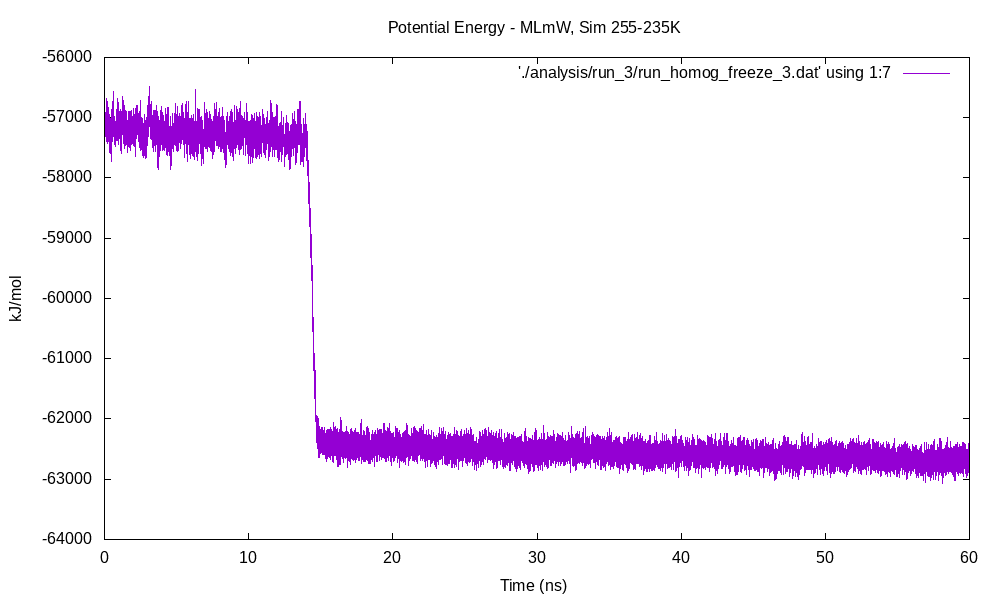 Potential Energy - MLmW, Sim 255-235K
'./analysis/run_3/run_homog_freeze_3.dat' using 1:7
-56000
-57000
-58000
-59000
-60000
-61000
-62000
-63000
-64000
kJ/mol
0 10 20 30 40 50 60
Time (ns)